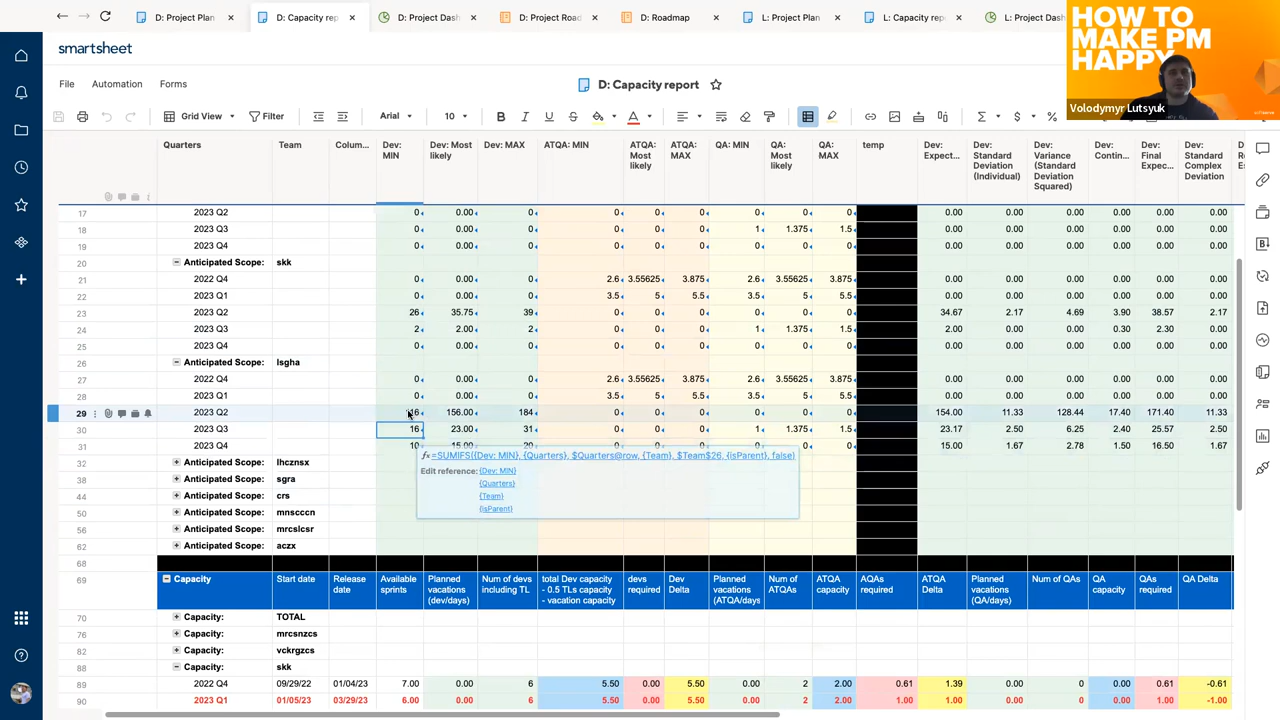 D: Project Plan
D: Capacity rep
D: Project Dash
D: Project Road
D: Roadmap
L: Project Plan
L: Capacity repo
L: Project Dash
HOW TO
MAKE PM
HAPPY
Volodymyr Lutsyuk
smartsheet
File Automation Forms
D: Capacity report
Grid View Filter Arial 10 B I U S A Σ $ %
Quarters
Team
Colum...
Dev: MIN
Dev: Most likely
Dev: MAX
ATQA: MIN
ATQA: Most likely
ATQA: MAX
QA: MIN
QA: Most likely
QA: MAX
temp
Dev: Expect...
Dev: Standard Deviation (Individual)
Dev: Variance (Standard Deviation Squared)
Dev: Contin...
Dev: Final Expec...
Dev: Standard Complex Deviation
17 2023 Q2 0 0.00 0 0 0 0 0 0 0 0.00 0.00 0.00 0.00 0.00 0.00
18 2023 Q3 0 0.00 0 0 0 0 1 1.375 1.5 0.00 0.00 0.00 0.00 0.00 0.00
19 2023 Q4 0 0.00 0 0 0 0 0 0 0 0.00 0.00 0.00 0.00 0.00 0.00
20 Anticipated Scope: skk
21 2022 Q4 0 0.00 0 2.6 3.55625 3.875 2.6 3.55625 3.875 0.00 0.00 0.00 0.00 0.00 0.00
22 2023 Q1 0 0.00 0 3.5 5 5.5 3.5 5 5.5 0.00 0.00 0.00 0.00 0.00 0.00
23 2023 Q2 26 35.75 39 0 0 0 0 0 0 34.67 2.17 4.69 3.90 38.57 2.17
24 2023 Q3 2 2.00 2 0 0 0 1 1.375 1.5 2.00 0.00 0.00 0.30 2.30 0.00
25 2023 Q4 0 0.00 0 0 0 0 0 0 0 0.00 0.00 0.00 0.00 0.00 0.00
26 Anticipated Scope: lsgha
27 2022 Q4 0 0.00 0 2.6 3.55625 3.875 2.6 3.55625 3.875 0.00 0.00 0.00 0.00 0.00 0.00
28 2023 Q1 0 0.00 0 3.5 5 5.5 3.5 5 5.5 0.00 0.00 0.00 0.00 0.00 0.00
29 2023 Q2 156.00 184 0 0 0 0 0 0 154.00 11.33 128.44 17.40 171.40 11.33
30 2023 Q3 16 23.00 31 0 0 0 1 1.375 1.5 23.17 2.50 6.25 2.40 25.67 2.50
31 2023 Q4 10 15.00 20 0 0 0 0 0 0 15.00 1.67 2.78 1.50 16.50 1.67
fx =SUMIFS({Dev: MIN}, {Quarters}, $Quarters@row, {Team}, $Team$26, {isParent}, false)
Edit reference: {Dev: MIN}
{Quarters}
{Team}
{isParent}
32 Anticipated Scope: lhcznsx
38 Anticipated Scope: sgra
44 Anticipated Scope: crs
50 Anticipated Scope: mnscccn
56 Anticipated Scope: mrcslcsr
62 Anticipated Scope: aczx
68
69 Capacity
Start date
Release date
Available sprints
Planned vacations (dev/days)
Num of devs including TL
total Dev capacity - 0.5 TLs capacity - vacation capacity
devs required
Dev Delta
Planned vacations (ATQA/days
Num of ATQAs
ATQA capacity
AQAs required
ATQA Delta
Planned vacations (QA/days)
Num of QAs
QA capacity
QAs required
QA Delta
70 Capacity: TOTAL
76 Capacity: mrcsnzcs
82 Capacity: vckrgzcs
88 Capacity: skk
89 2022 Q4 09/29/22 01/04/23 7.00 0.00 6 5.50 0.00 5.50 0.00 2 2.00 0.61 1.39 0.00 0 0.00 0.61 -0.61
90 2023 Q1 01/05/23 03/29/23 6.00 0.00 6 5.50 0.00 5.50 0.00 2 2.00 1.00 1.00 0.00 0 0.00 1.00 -1.00